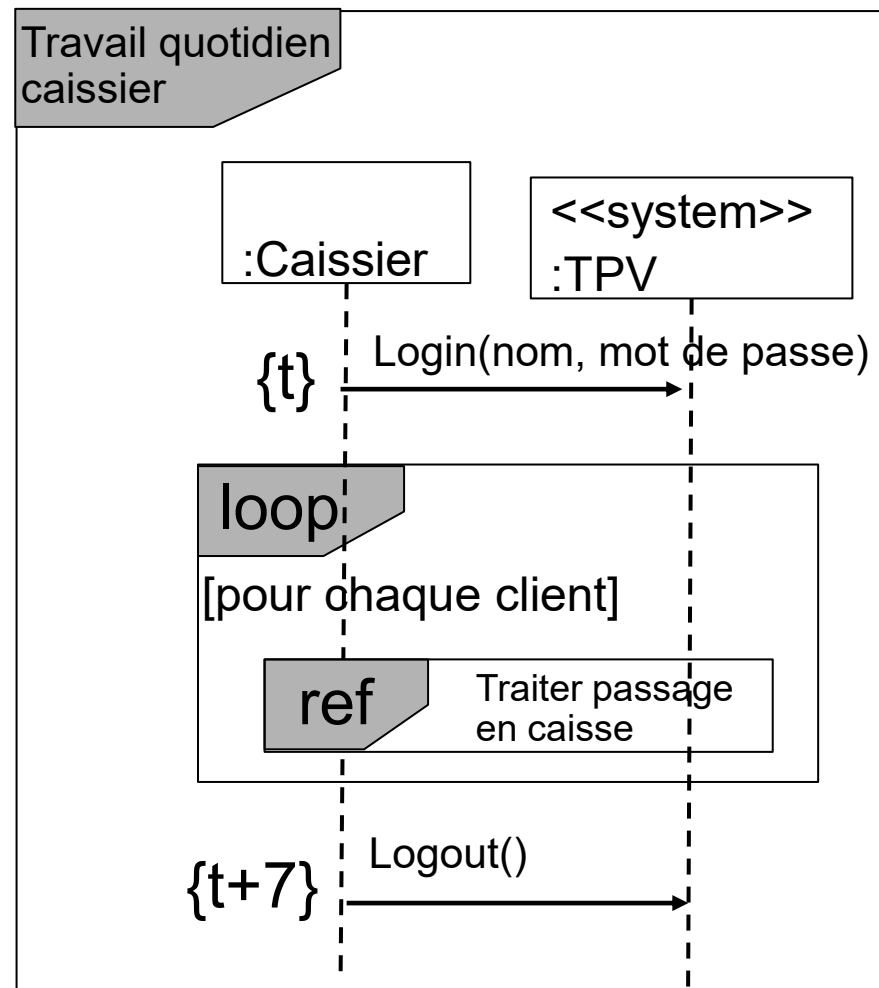 Travail quotidien
caissier
:Caissier
<<system>>
:TPV
Login(nom, mot de passe)
{t}
loop
[pour chaque client]
ref
Traiter passage
en caisse
Logout()
{t+7}